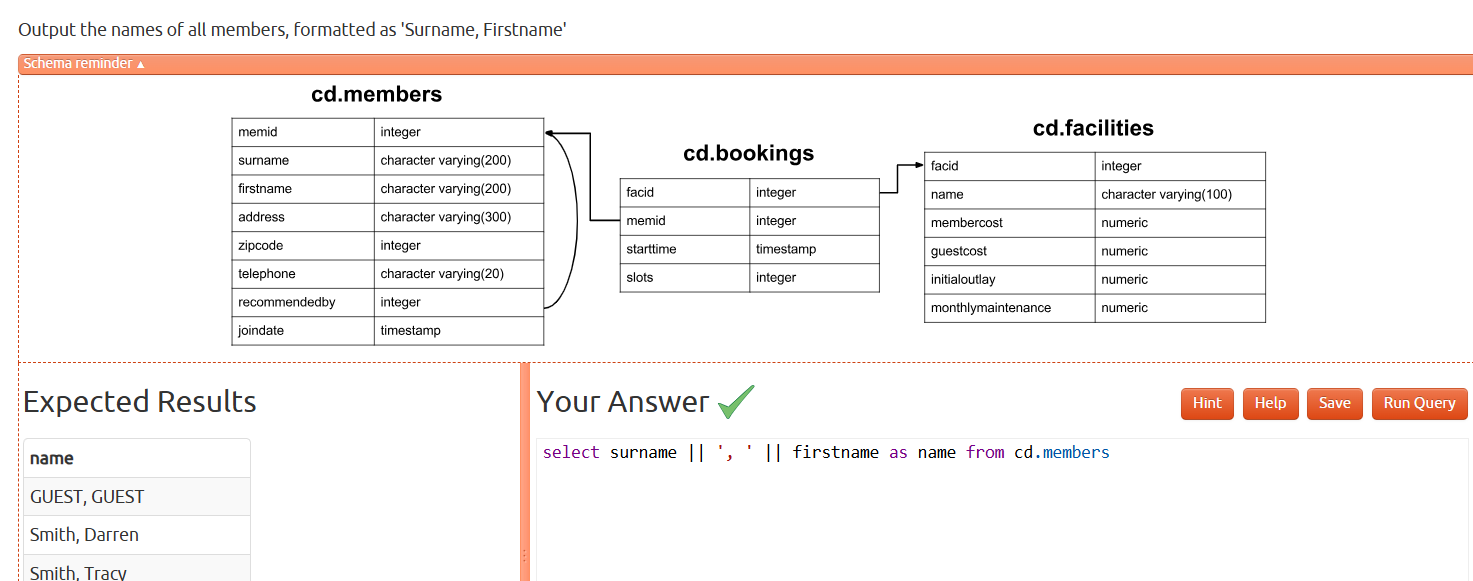 Output the names of all members, formatted as 'Surname, Firstname'
Schema reminder ▲
cd.members
memid integer
surname character varying(200)
firstname character varying(200)
address character varying(300)
zipcode integer
telephone character varying(20)
recommendedby integer
joindate timestamp
cd.bookings
facid integer
memid integer
starttime timestamp
slots integer
cd.facilities
facid integer
name character varying(100)
membercost numeric
guestcost numeric
initialoutlay numeric
monthlymaintenance numeric
Expected Results
name
GUEST, GUEST
Smith, Darren
Smith, Tracy
Your Answer
Hint Help Save Run Query
select surname || ', ' || firstname as name from cd.members